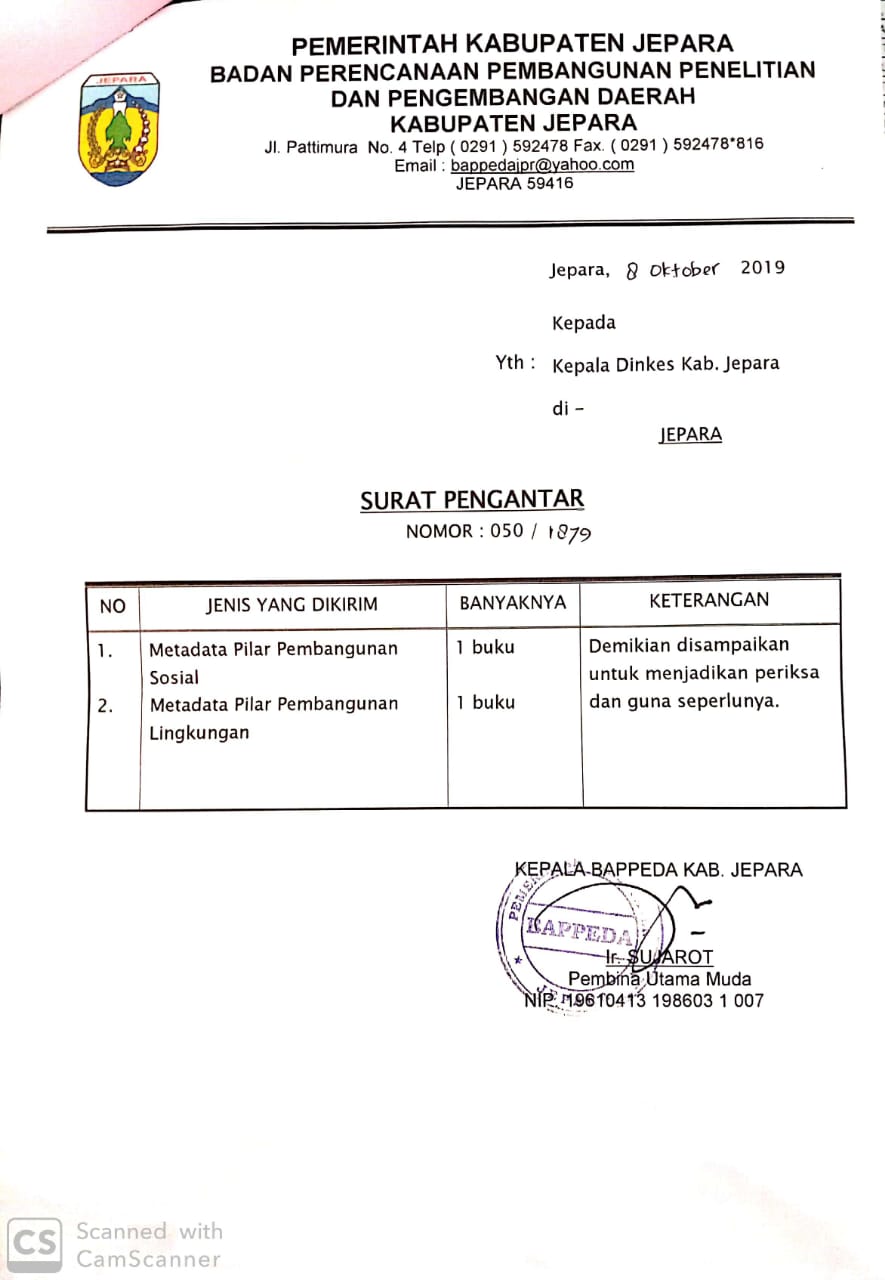 JEPARA
PEMERINTAH KABUPATEN JEPARA
BADAN PERENCANAAN PEMBANGUNAN PENELITIAN
DAN PENGEMBANGAN DAERAH
KABUPATEN JEPARA
Jl. Pattimura No. 4 Telp ( 0291 ) 592478 Fax. ( 0291 ) 592478*816
Email : bappedajpr@yahoo.com
JEPARA 59416
Jepara, 8 Oktober 2019
Kepada
Yth : Kepala Dinkes Kab. Jepara
di –
JEPARA
SURAT PENGANTAR
NOMOR : 050 / 1879
NO JENIS YANG DIKIRIM BANYAKNYA KETERANGAN
1. Metadata Pilar Pembangunan 1 buku Demikian disampaikan
Sosial untuk menjadikan periksa
2. Metadata Pilar Pembangunan 1 buku dan guna seperlunya.
Lingkungan
KEPALA BAPPEDA KAB. JEPARA
BAPPEDA
Ir. SUJAROT
Pembina Utama Muda
NIP. 19610413 198603 1 007
CS Scanned with
CamScanner